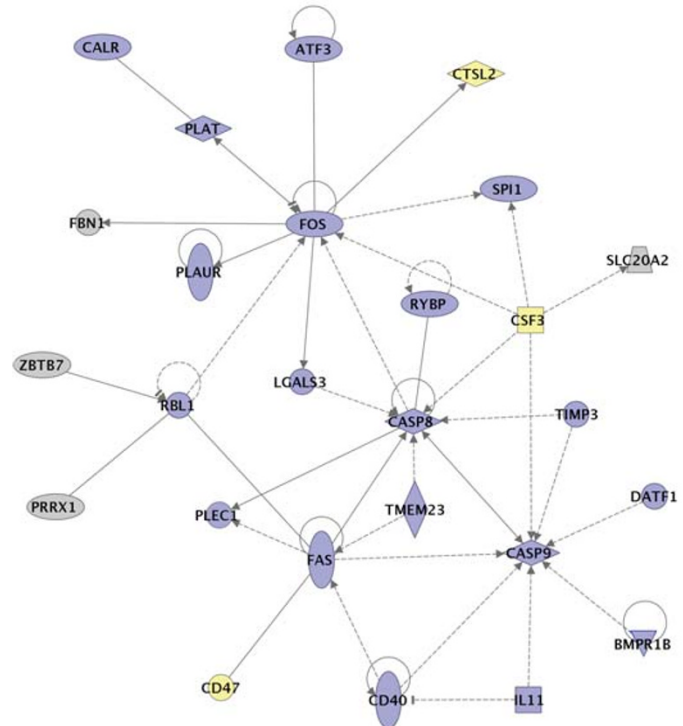 CALR
ATF3
CTSL2
PLAT
SPI1
FBN1
FOS
PLAUR
SLC20A2
RYBP
CSF3
ZBTB7
LGALS3
RBL1
CASP8
TIMP3
DATF1
PRRX1
PLEC1
TMEM23
FAS
CASP9
BMPR1B
CD47
CD40
IL11